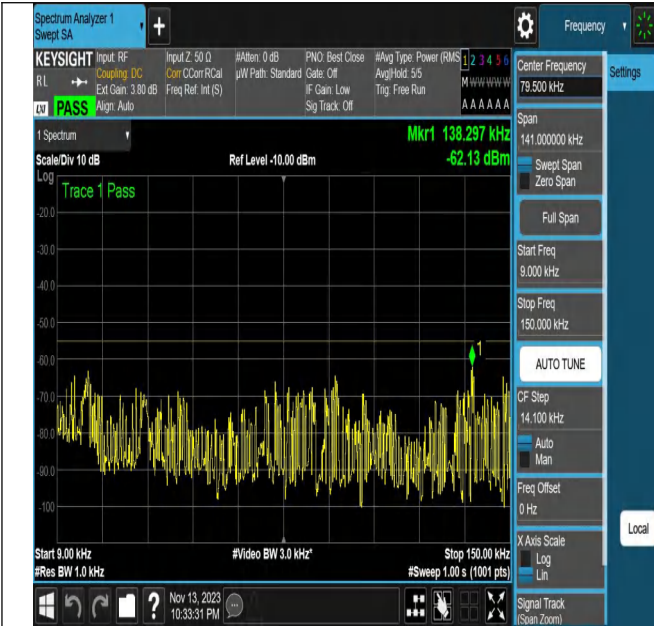 Spectrum Analyzer 1
Swept SA
Frequency
KEYSIGHT
RL
LXI
PASS
Input: RF
Coupling: DC
Ext Gain: 3.80 dB
Align: Auto
Input Z: 50 Ω
Corr CCorr RCal
Freq Ref: Int (S)
#Atten: 0 dB
µW Path: Standard
PNO: Best Close
Gate: Off
IF Gain: Low
Sig Track: Off
#Avg Type: Power (RMS
Avg|Hold: 5/5
Trig: Free Run
1 2 3 4 5 6
M W W W W W
A A A A A A
1 Spectrum
Scale/Div 10 dB
Ref Level -10.00 dBm
Mkr1 138.297 kHz
-62.13 dBm
Log
Trace 1 Pass
-20.0
-30.0
-40.0
-50.0
-60.0
-70.0
-80.0
-90.0
-100
1
Start 9.00 kHz
#Res BW 1.0 kHz
#Video BW 3.0 kHz*
Stop 150.00 kHz
#Sweep 1.00 s (1001 pts)
Nov 13, 2023
10:33:31 PM
?
Center Frequency
79.500 kHz
Span
141.000000 kHz
Swept Span
Zero Span
Full Span
Start Freq
9.000 kHz
Stop Freq
150.000 kHz
AUTO TUNE
CF Step
14.100 kHz
Auto
Man
Freq Offset
0 Hz
X Axis Scale
Log
Lin
Signal Track
(Span Zoom)
Settings
Local